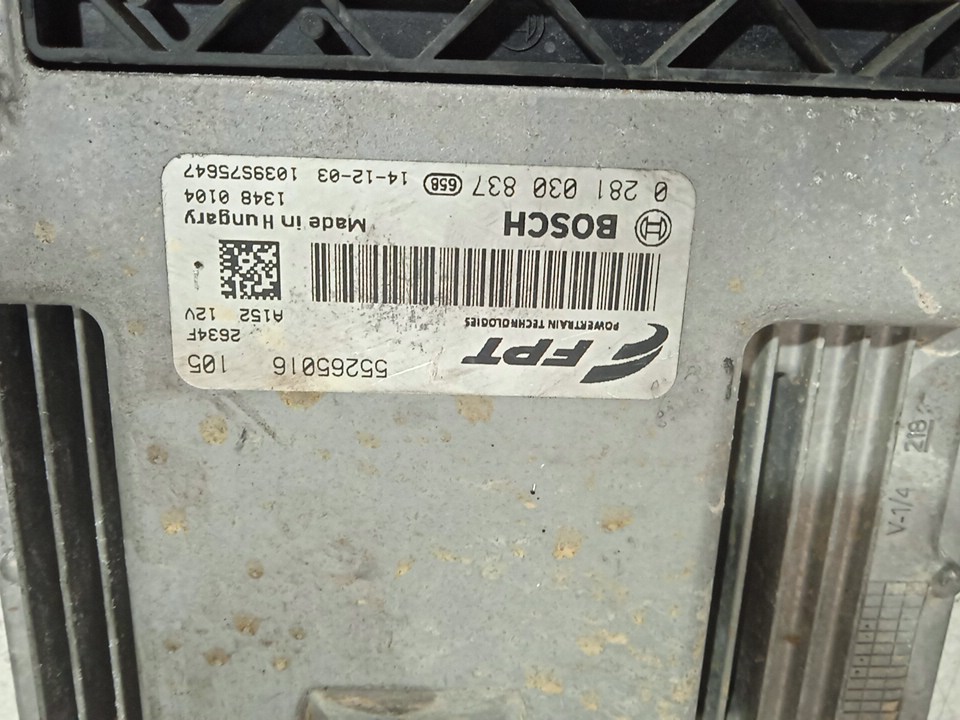 FPT
POWERTRAIN TECHNOLOGIES
55265016 105
2634F
A152 12V
BOSCH
Made in Hungary
1348 0104
0 281 030 837 658 14-12-03 1039S75647
V-1/4 218